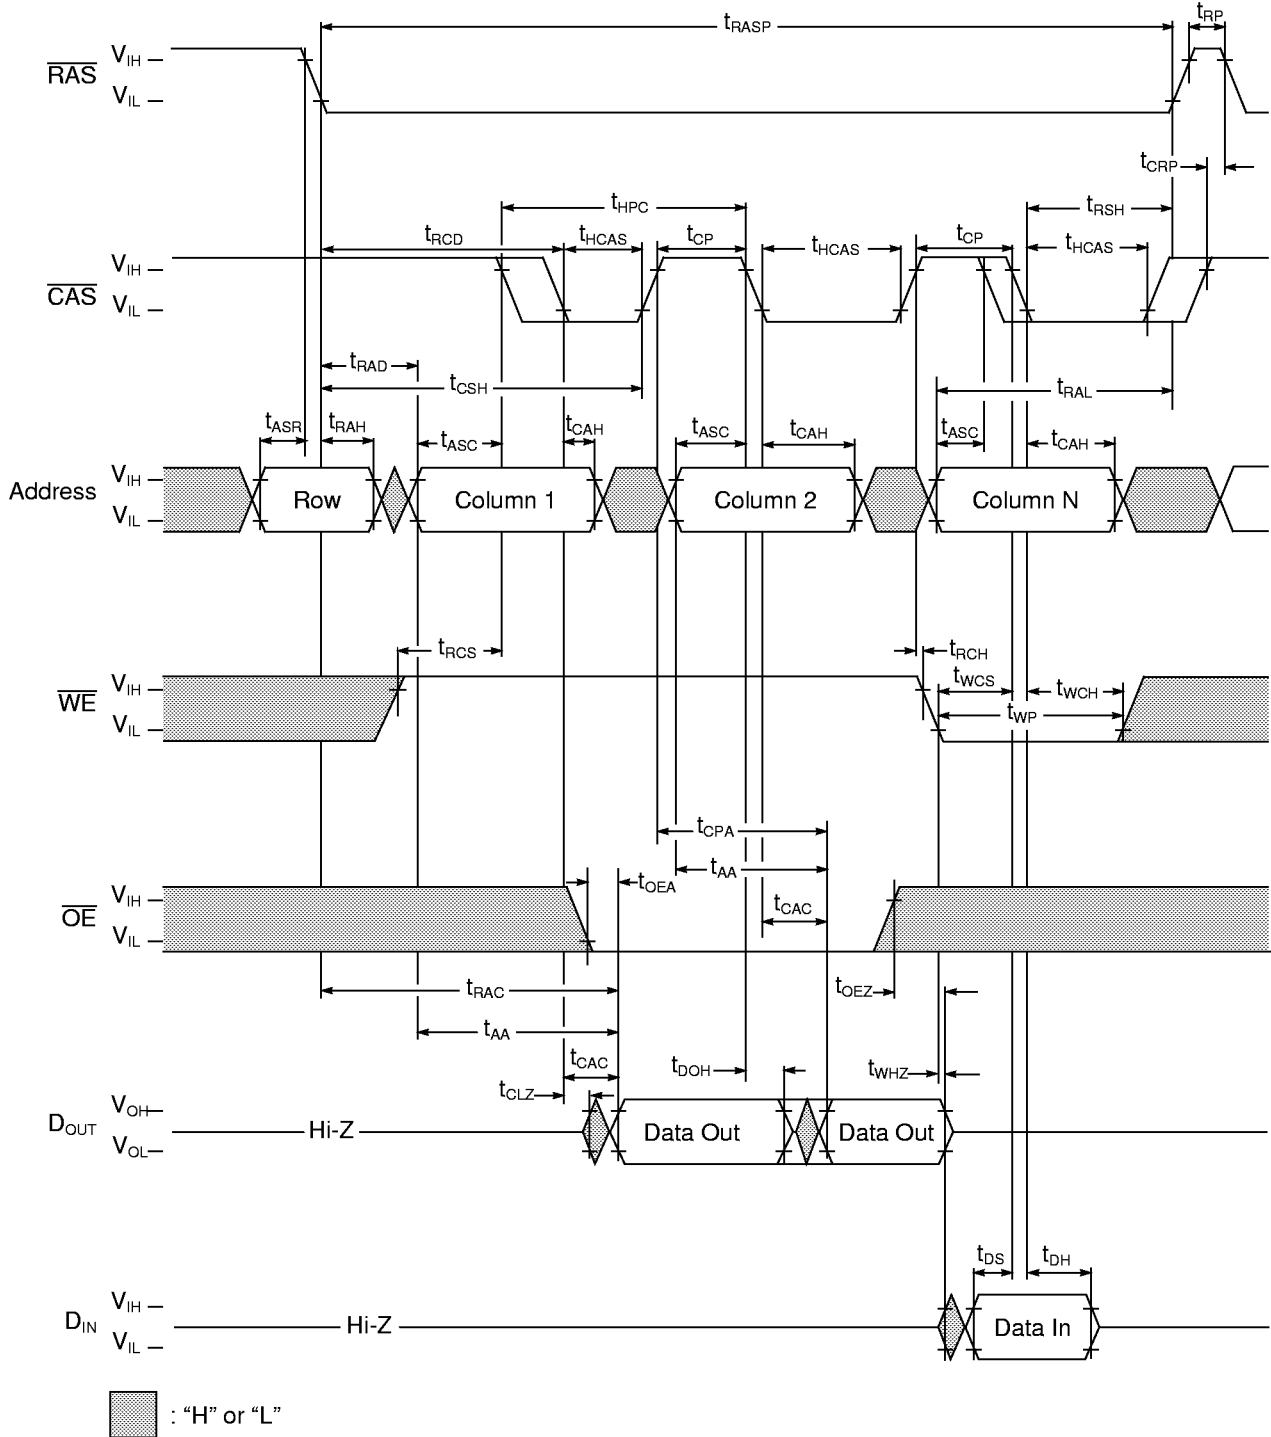 tRASP
tRP
RAS
VIH
VIL
tCRP
tHPC
tRSH
tRCD
tHCAS
tCP
tHCAS
tCP
tHCAS
CAS
VIH
VIL
tRAD
tCSH
tRAL
tASR
tRAH
tASC
tCAH
tASC
tCAH
tASC
tCAH
Address
VIH
VIL
Row
Column 1
Column 2
Column N
tRCS
tRCH
WE
VIH
VIL
tWCS
tWCH
tWP
tCPA
tAA
tOEA
tCAC
OE
VIH
VIL
tRAC
tOEZ
tAA
tCAC
tDOH
tWHZ
tCLZ
DOUT
VOH
VOL
Hi-Z
Data Out
Data Out
tDS
tDH
DIN
VIH
VIL
Hi-Z
Data In
: “H” or “L”